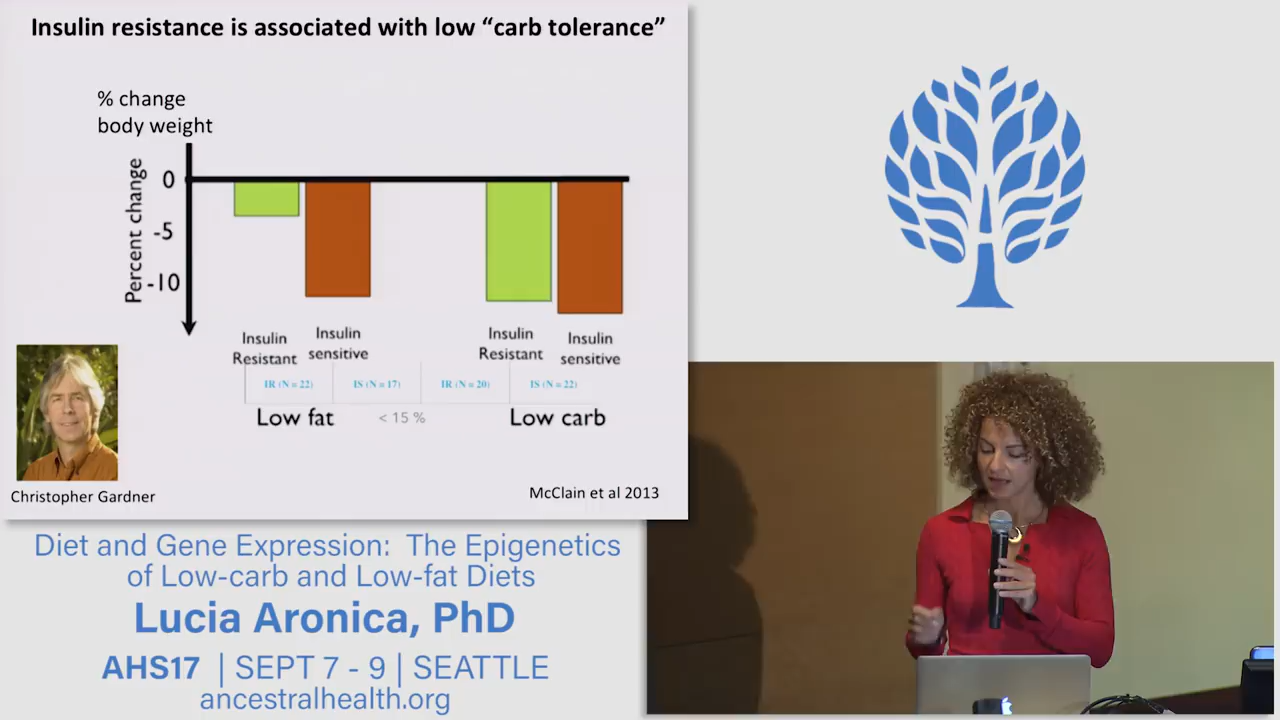 Insulin resistance is associated with low “carb tolerance”
% change
body weight
Percent change
0
-5
-10
Insulin
Resistant
Insulin
sensitive
Insulin
Resistant
Insulin
sensitive
IR (N = 22)
IS (N = 17)
IR (N = 20)
IS (N = 22)
Low fat
< 15 %
Low carb
Christopher Gardner
McClain et al 2013
Diet and Gene Expression: The Epigenetics
of Low-carb and Low-fat Diets
Lucia Aronica, PhD
AHS17 | SEPT 7 - 9 | SEATTLE
ancestralhealth.org